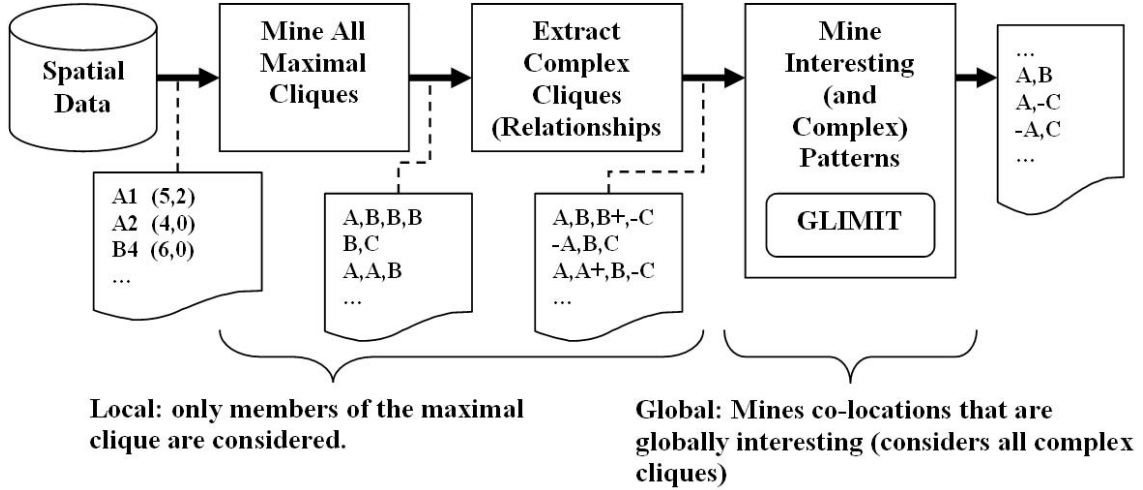 Spatial
Data
Mine All
Maximal
Cliques
Extract
Complex
Cliques
(Relationships
Mine
Interesting
(and
Complex)
Patterns
GLIMIT
...
A,B
A,-C
-A,C
...
A1 (5,2)
A2 (4,0)
B4 (6,0)
...
A,B,B,B
B,C
A,A,B
...
A,B,B+,-C
-A,B,C
A,A+,B,-C
...
Local: only members of the maximal
clique are considered.
Global: Mines co-locations that are
globally interesting (considers all complex
cliques)